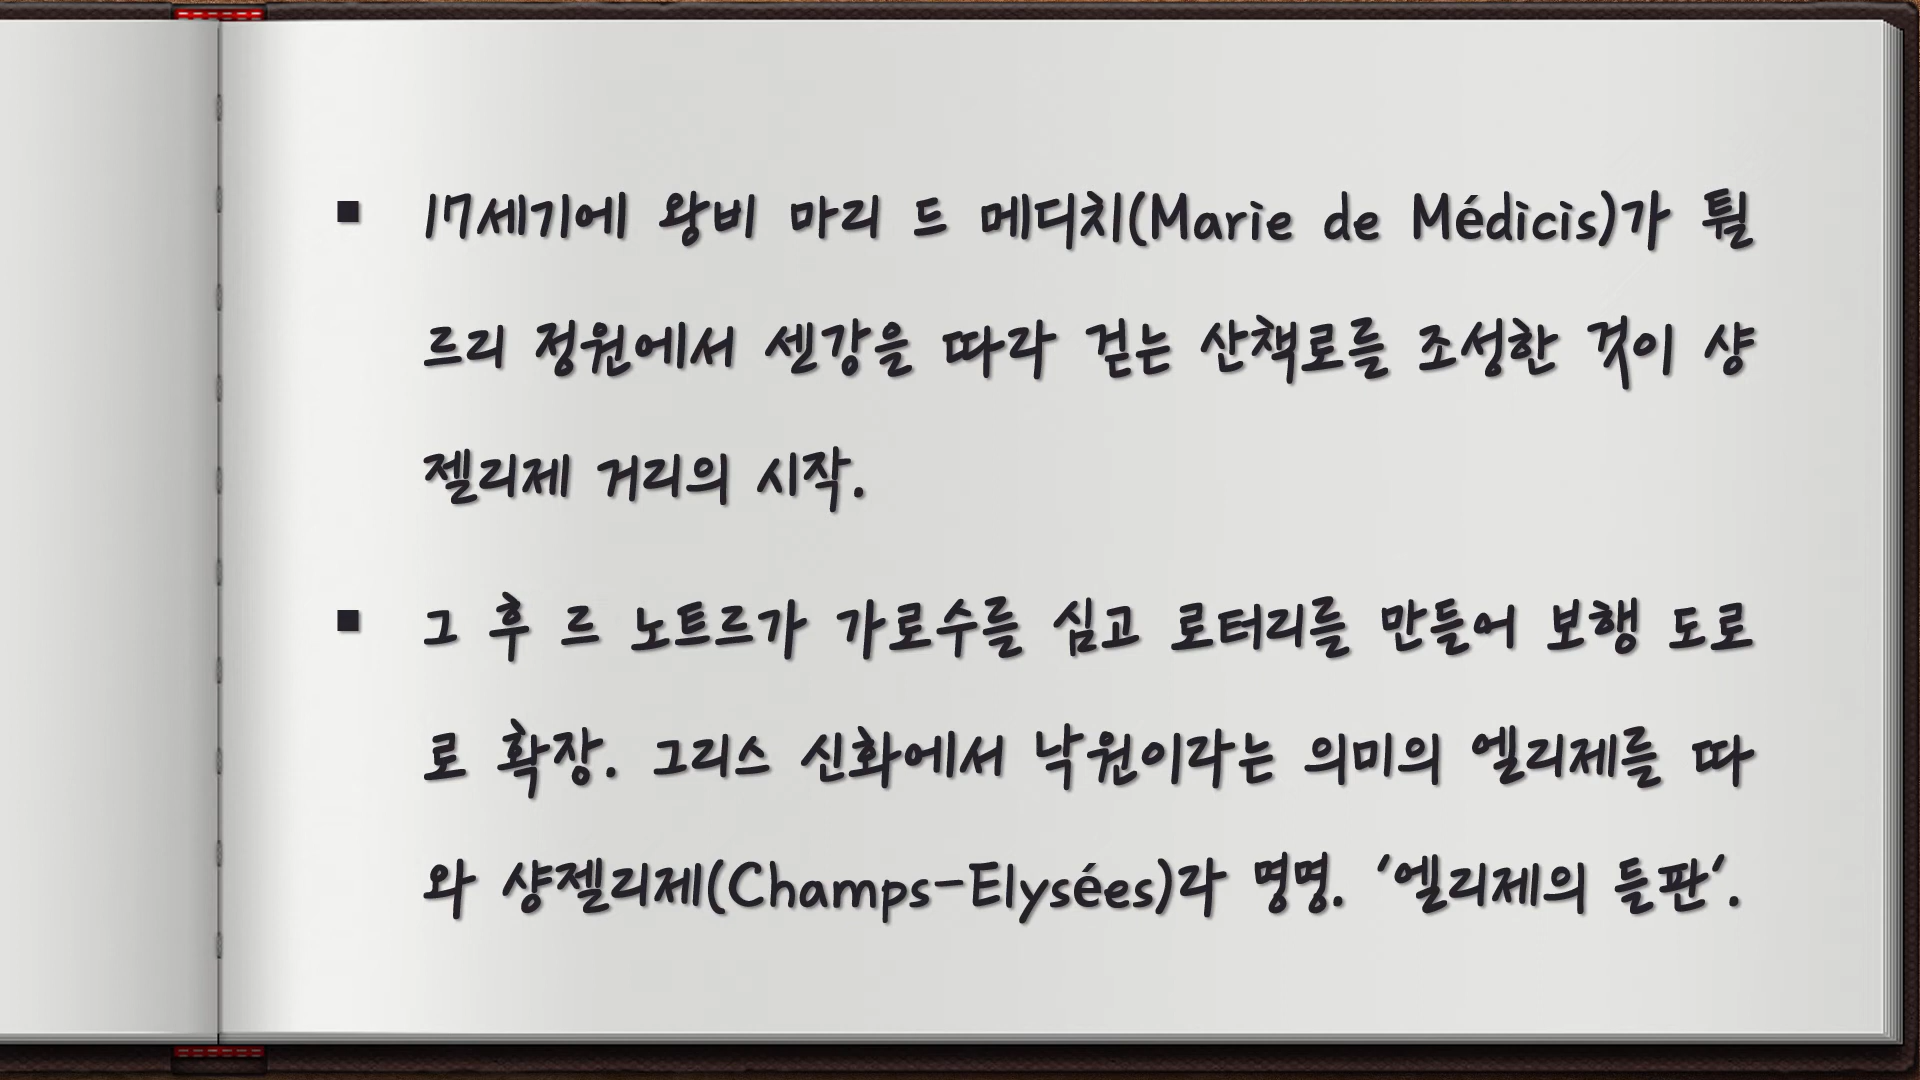 ▪ 17세기에 왕비 마리 드 메디치(Marie de Médicis)가 튈
르리 정원에서 센강을 따라 걷는 산책로를 조성한 것이 샹
젤리제 거리의 시작.
▪ 그 후 르 노트르가 가로수를 심고 로터리를 만들어 보행 도로
로 확장. 그리스 신화에서 낙원이라는 의미의 엘리제를 따
와 샹젤리제(Champs-Elysées)라 명명. ‘엘리제의 들판’.